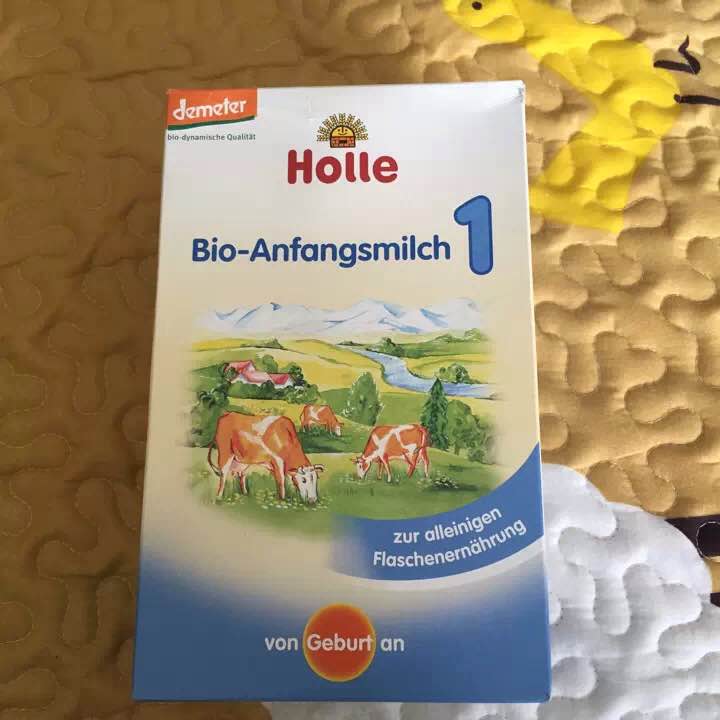 demeter
bio-dynamische Qualität
Holle
Bio-Anfangsmilch 1
zur alleinigen
Flaschenernährung
von Geburt an